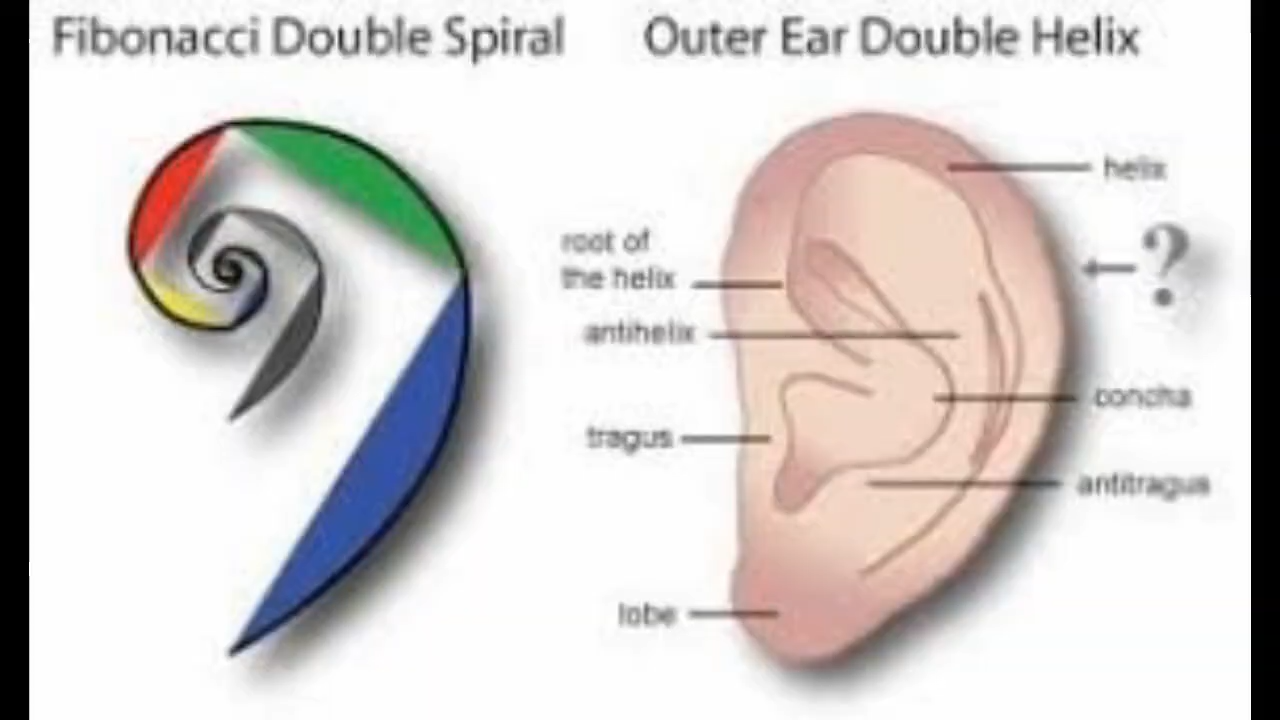 Fibonacci Double Spiral
Outer Ear Double Helix
helix
?
root of
the helix
antihelix
concha
tragus
antitragus
lobe